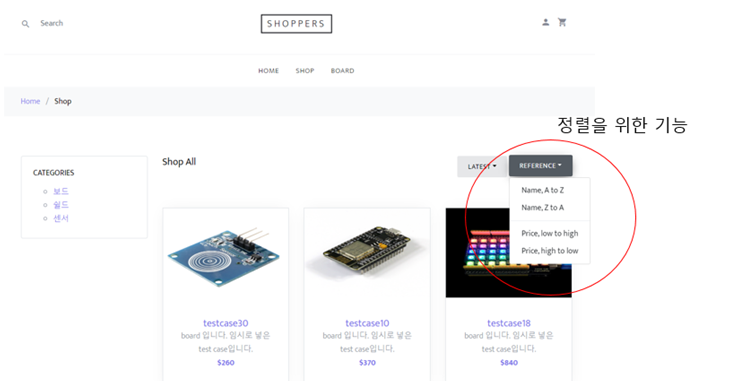 Search
SHOPPERS
HOME SHOP BOARD
Home / Shop
정렬을 위한 기능
CATEGORIES
보드
쉴드
센서
Shop All
LATEST
REFERENCE
Name, A to Z
Name, Z to A
Price, low to high
Price, high to low
testcase30
board 입니다. 임시로 넣은
test case입니다.
$260
testcase10
board 입니다. 임시로 넣은
test case입니다.
$370
testcase18
board 입니다. 임시로 넣은
test case입니다.
$840